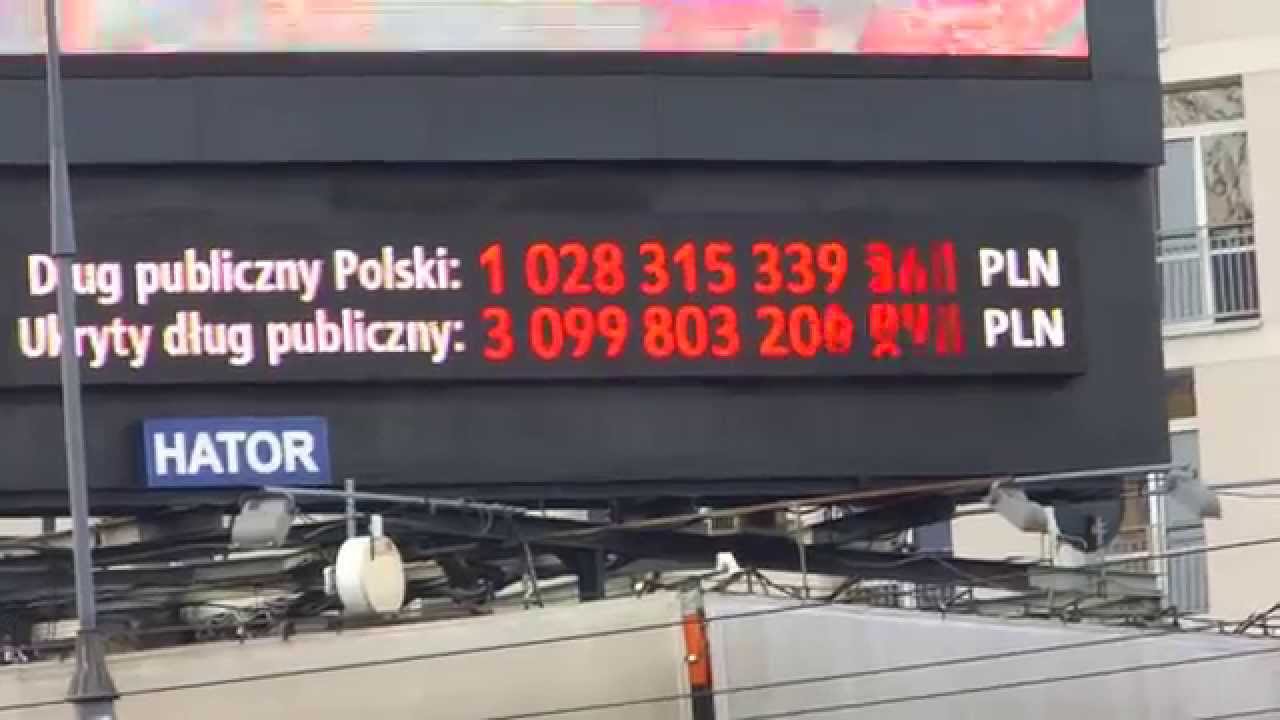 Dług publiczny Polski: 1 028 315 339 PLN
Ukryty dług publiczny: 3 099 803 PLN
HATOR